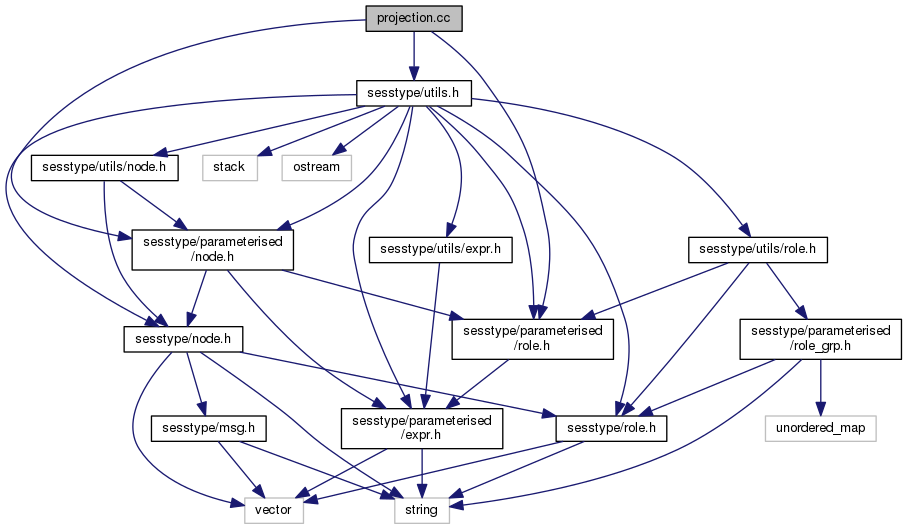 projection.cc
sesstype/utils.h
sesstype/utils/node.h
stack
ostream
sesstype/parameterised
/node.h
sesstype/utils/expr.h
sesstype/utils/role.h
sesstype/node.h
sesstype/parameterised
/role.h
sesstype/parameterised
/role_grp.h
sesstype/msg.h
sesstype/parameterised
/expr.h
sesstype/role.h
unordered_map
vector
string